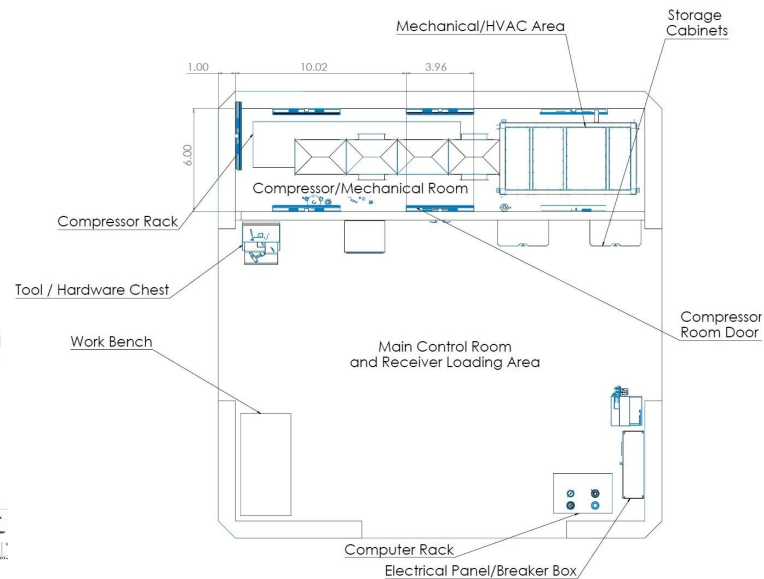 Storage
Cabinets
Mechanical/HVAC Area
1.00
10.02
3.96
6.00
Compressor/Mechanical Room
Compressor Rack
Tool / Hardware Chest
Compressor
Room Door
Work Bench
Main Control Room
and Receiver Loading Area
Computer Rack
Electrical Panel/Breaker Box